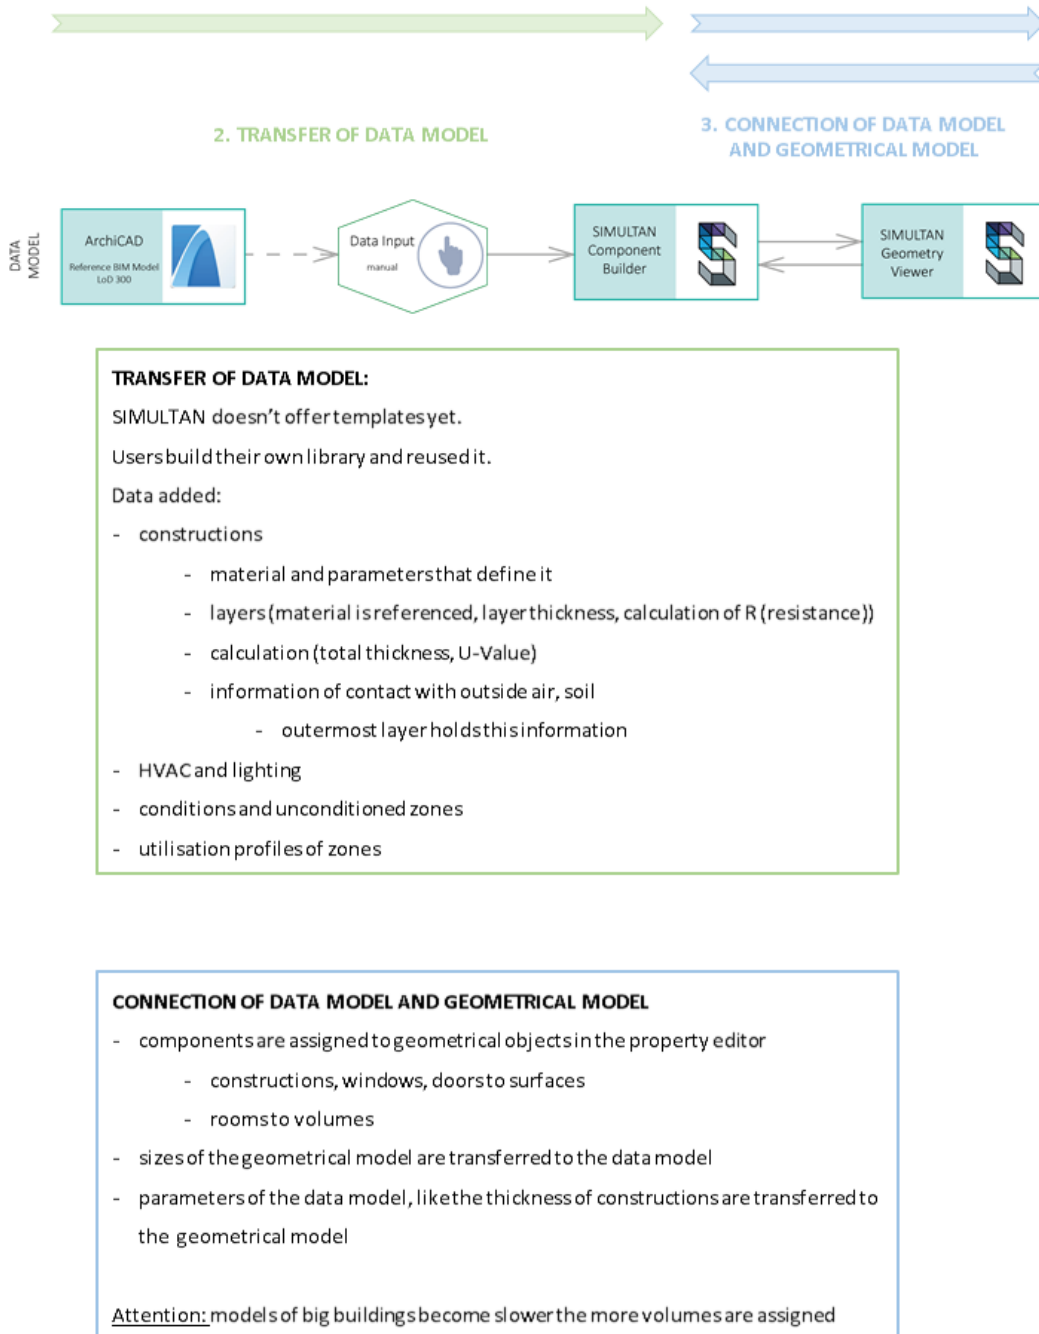 2. TRANSFER OF DATA MODEL
3. CONNECTION OF DATA MODEL
AND GEOMETRICAL MODEL
DATA
MODEL
ArchiCAD
Reference BIM Model
LoD 300
Data Input
manual
SIMULTAN
Component
Builder
SIMULTAN
Geometry
Viewer
TRANSFER OF DATA MODEL:
SIMULTAN doesn't offer templates yet.
Users build their own library and reused it.
Data added:
- constructions
- material and parameters that define it
- layers (material is referenced, layer thickness, calculation of R (resistance))
- calculation (total thickness, U-Value)
- information of contact with outside air, soil
- outermost layer holds this information
- HVAC and lighting
- conditions and unconditioned zones
- utilisation profiles of zones
CONNECTION OF DATA MODEL AND GEOMETRICAL MODEL
- components are assigned to geometrical objects in the property editor
- constructions, windows, doors to surfaces
- rooms to volumes
- sizes of the geometrical model are transferred to the data model
- parameters of the data model, like the thickness of constructions are transferred to
the geometrical model
Attention: models of big buildings become slower the more volumes are assigned